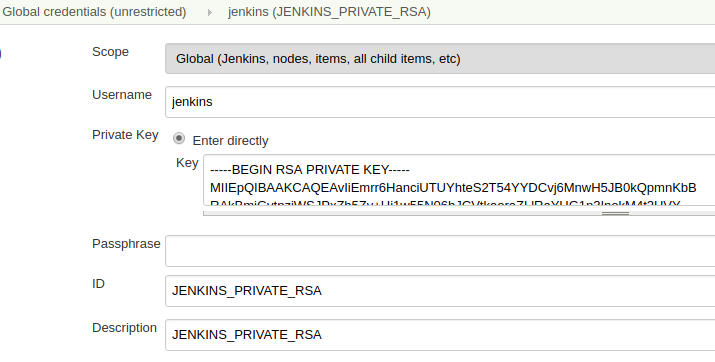 Global credentials (unrestricted) jenkins (JENKINS_PRIVATE_RSA)
Scope Global (Jenkins, nodes, items, all child items, etc)
Username jenkins
Private Key Enter directly
Key -----BEGIN RSA PRIVATE KEY-----
MIIEpQIBAAKCAQEAvIiEmrr6HanciUTUYhteS2T54YYDCvj6MnwH5JB0kQpmnKbB
Passphrase
ID JENKINS_PRIVATE_RSA
Description JENKINS_PRIVATE_RSA